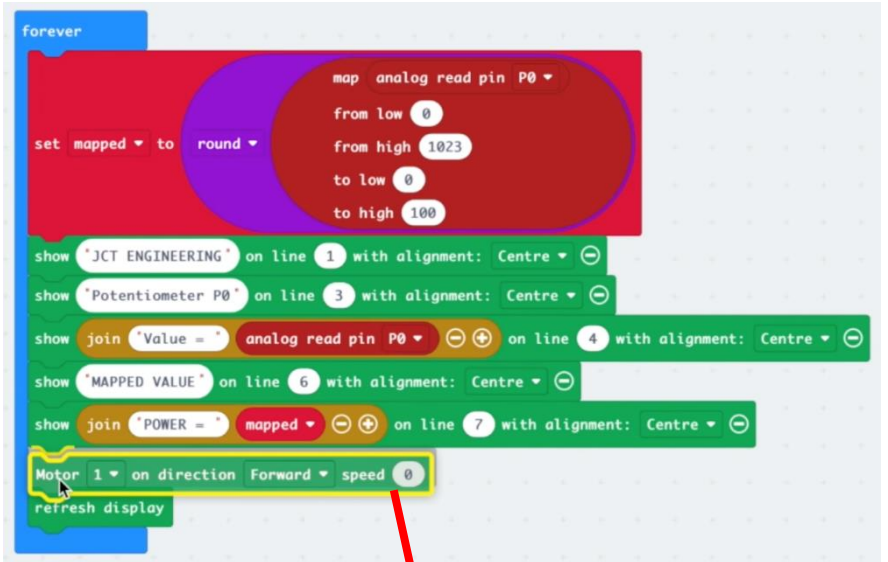 forever
map analog read pin P0
from low 0
set mapped to round from high 1023
to low 0
to high 100
show "JCT ENGINEERING" on line 1 with alignment: Centre
show "Potentiometer P0" on line 3 with alignment: Centre
show join "Value = " analog read pin P0 on line 4 with alignment: Centre
show "MAPPED VALUE" on line 6 with alignment: Centre
show join "POWER = " mapped on line 7 with alignment: Centre
Motor 1 on direction Forward speed 0
refresh display